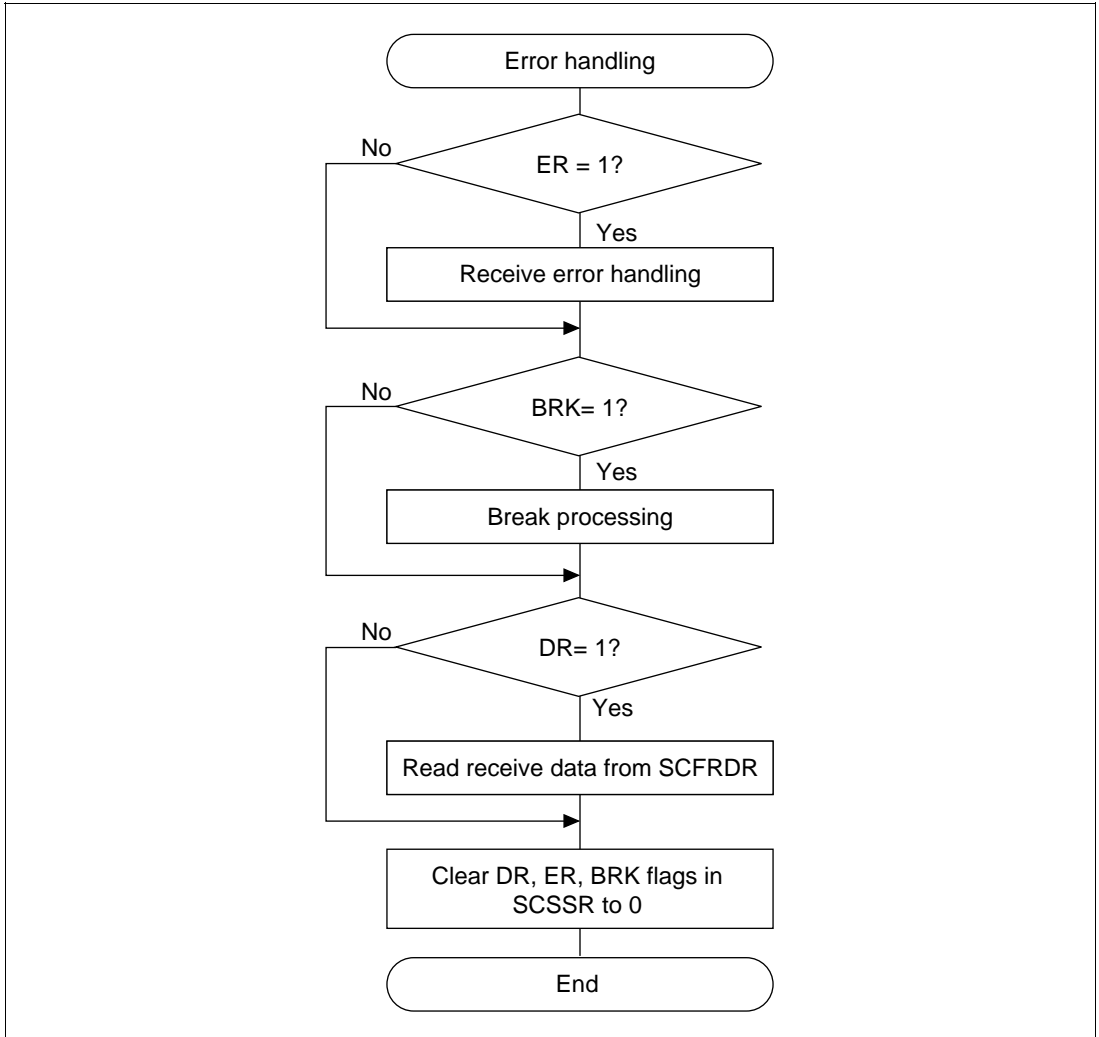 Error handling
No
ER = 1?
Yes
Receive error handling
No
BRK= 1?
Yes
Break processing
No
DR= 1?
Yes
Read receive data from SCFRDR
Clear DR, ER, BRK flags in
SCSSR to 0
End